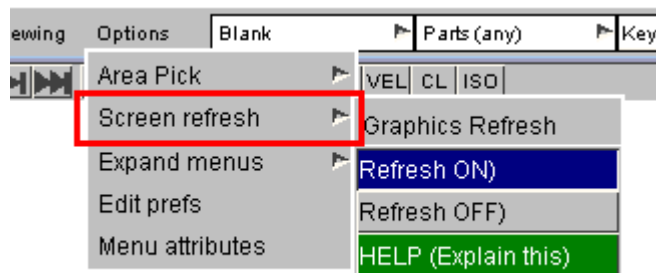 ewing Options Blank Parts (any) Key
Area Pick VEL CL ISO
Screen refresh Graphics Refresh
Expand menus Refresh ON)
Edit prefs Refresh OFF)
Menu attributes HELP (Explain this)